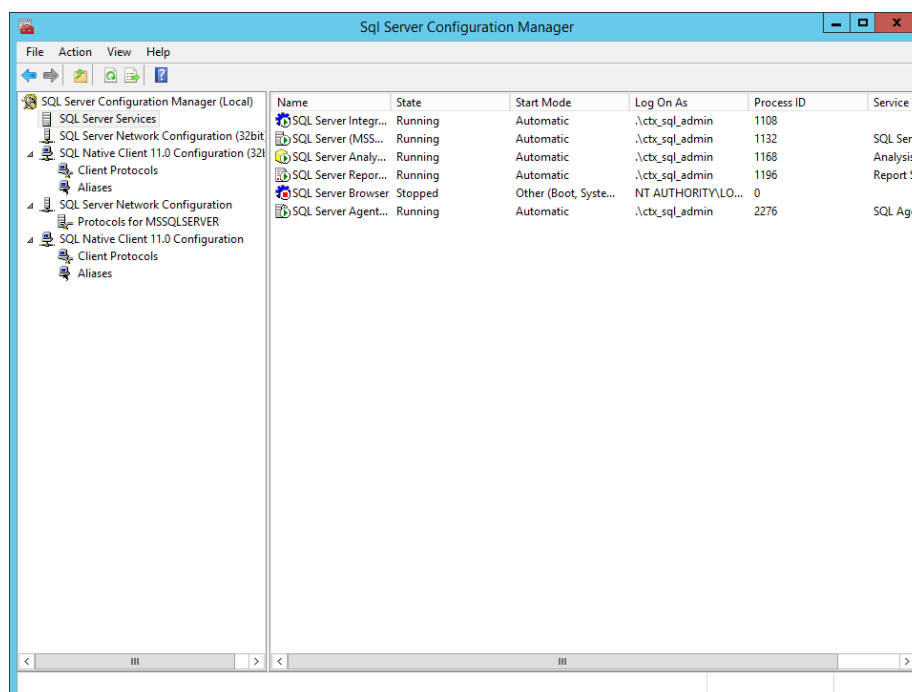 Sql Server Configuration Manager
File Action View Help
SQL Server Configuration Manager (Local)
SQL Server Services
SQL Server Network Configuration (32bit
SQL Native Client 11.0 Configuration (32l
Client Protocols
Aliases
SQL Server Network Configuration
Protocols for MSSQLSERVER
SQL Native Client 11.0 Configuration
Client Protocols
Aliases
Name State Start Mode Log On As Process ID Service
SQL Server Integr... Running Automatic .\ctx_sql_admin 1108
SQL Server (MSS... Running Automatic .\ctx_sql_admin 1132 SQL Ser
SQL Server Analy... Running Automatic .\ctx_sql_admin 1168 Analysis
SQL Server Repor... Running Automatic .\ctx_sql_admin 1196 Report S
SQL Server Browser Stopped Other (Boot, Syste... NT AUTHORITY\LO... 0
SQL Server Agent... Running Automatic .\ctx_sql_admin 2276 SQL Age